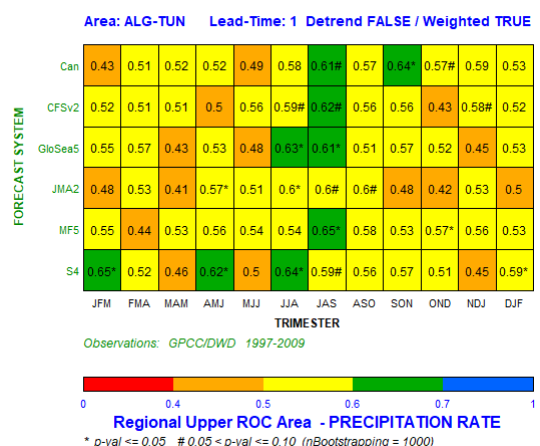 Area: ALG-TUN Lead-Time: 1 Detrend FALSE / Weighted TRUE
FORECAST SYSTEM
Can 0.43 0.51 0.52 0.52 0.49 0.58 0.61# 0.57 0.64* 0.57# 0.59 0.53
CFSv2 0.52 0.51 0.51 0.5 0.56 0.59# 0.62# 0.56 0.56 0.43 0.58# 0.52
GloSea5 0.55 0.57 0.43 0.53 0.48 0.63* 0.61* 0.51 0.57 0.52 0.45 0.53
JMA2 0.48 0.53 0.41 0.57* 0.51 0.6* 0.6# 0.6# 0.48 0.42 0.53 0.5
MF5 0.55 0.44 0.53 0.56 0.54 0.54 0.65* 0.58 0.53 0.57* 0.56 0.53
S4 0.65* 0.52 0.46 0.62* 0.5 0.64* 0.59# 0.56 0.57 0.51 0.45 0.59*
JFM FMA MAM AMJ MJJ JJA JAS ASO SON OND NDJ DJF
TRIMESTER
Observations: GPCC/DWD 1997-2009
0 0.4 0.5 0.6 0.7 1
Regional Upper ROC Area - PRECIPITATION RATE
* p-val <= 0.05 # 0.05 < p-val <= 0.10 (nBootstrapping = 1000)